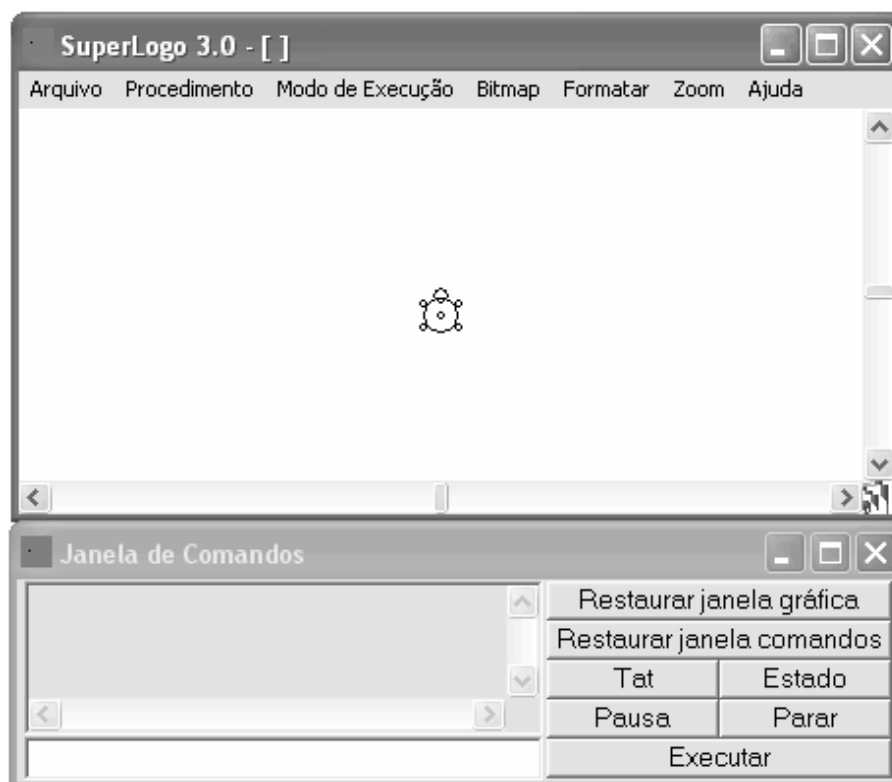 SuperLogo 3.0 - [ ]
Arquivo Procedimento Modo de Execução Bitmap Formatar Zoom Ajuda
Janela de Comandos
Restaurar janela gráfica
Restaurar janela comandos
Tat Estado
Pausa Parar
Executar